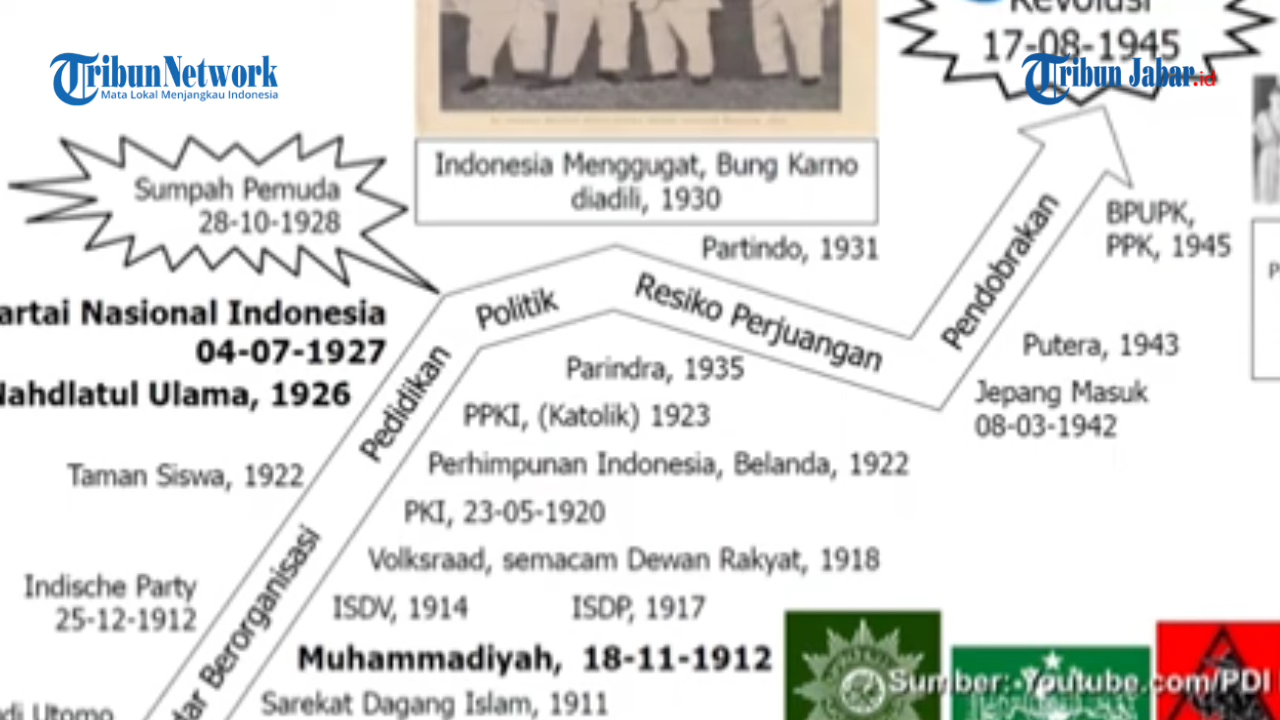 Revolusi
17-08-1945
TribunNetwork
Mata Lokal Menjangkau Indonesia
Tribun Jabar.id
Indonesia Menggugat, Bung Karno
diadili, 1930
Sumpah Pemuda
28-10-1928
Partindo, 1931
BPUPK,
PPK, 1945
Politik
Resiko Perjuangan
Pendobrakan
artai Nasional Indonesia
04-07-1927
Nahdlatul Ulama, 1926
Pedidikan
Parindra, 1935
Putera, 1943
Jepang Masuk
08-03-1942
PPKI, (Katolik) 1923
Taman Siswa, 1922
Perhimpunan Indonesia, Belanda, 1922
PKI, 23-05-1920
Volksraad, semacam Dewan Rakyat, 1918
Indische Party
25-12-1912
dar Berorganisasi
ISDV, 1914
ISDP, 1917
Muhammadiyah, 18-11-1912
Sarekat Dagang Islam, 1911
di Utomo
Sumber: Youtube.com/PDI